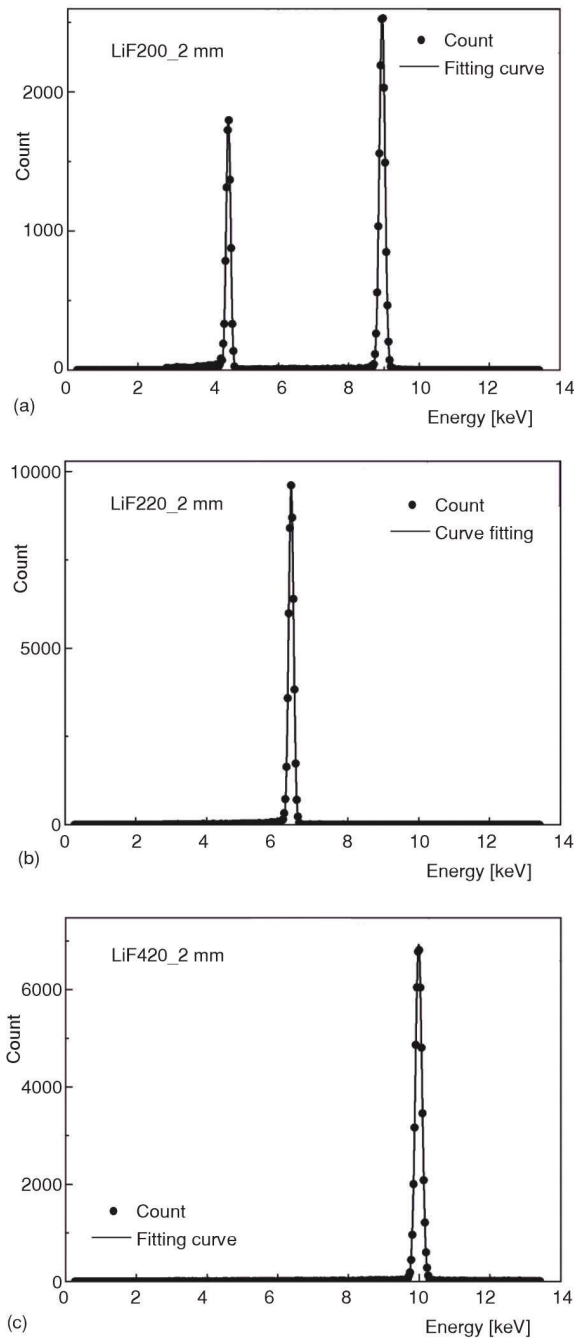 LiF200_2 mm
Count
Fitting curve
Count
2000
1000
0
0 2 4 6 8 10 12 14
Energy [keV]
(a)
LiF220_2 mm
Count
Curve fitting
Count
10000
5000
0
0 2 4 6 8 10 12 14
Energy [keV]
(b)
LiF420_2 mm
Count
6000
4000
2000
0
Count
Fitting curve
0 2 4 6 8 10 12 14
Energy [keV]
(c)